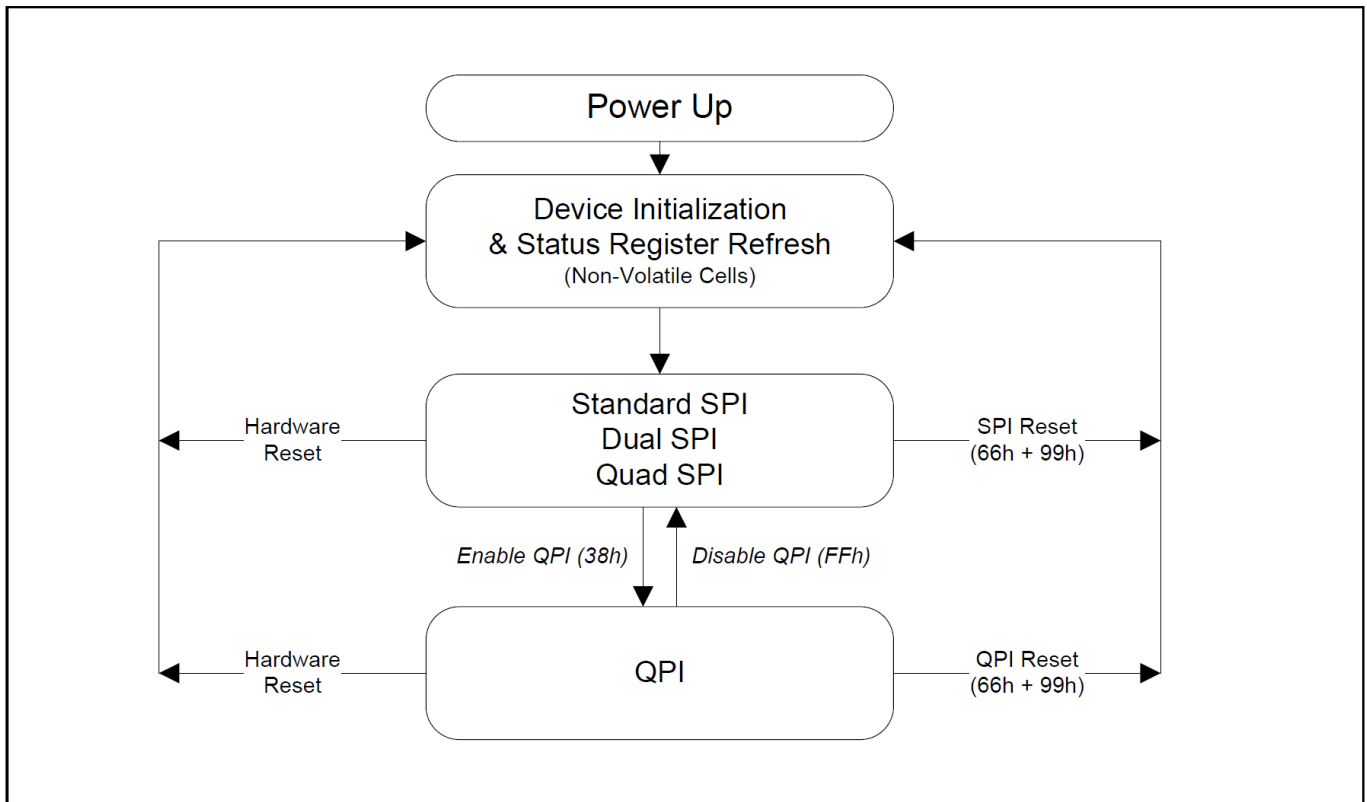 Power Up
Device Initialization
& Status Register Refresh
(Non-Volatile Cells)
Standard SPI
Dual SPI
Quad SPI
Hardware
Reset
SPI Reset
(66h + 99h)
Enable QPI (38h)
Disable QPI (FFh)
QPI
Hardware
Reset
QPI Reset
(66h + 99h)